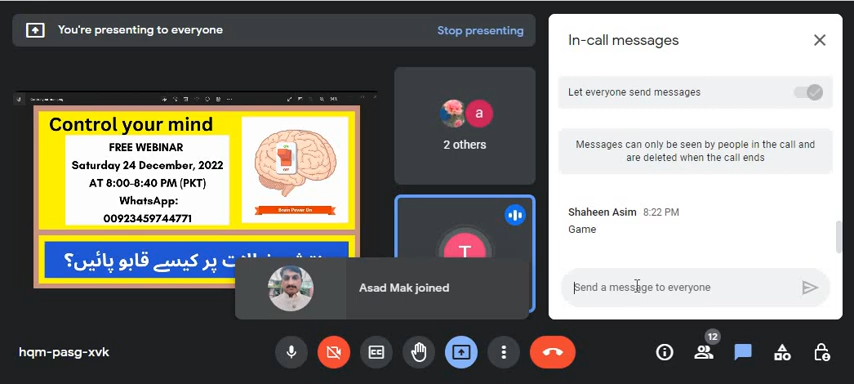 You're presenting to everyone
Stop presenting
Control your mind
FREE WEBINAR
Saturday 24 December, 2022
AT 8:00-8:40 PM (PKT)
WhatsApp:
00923459744771
OFF
Brain Power On
پر کیسے قابو پائیں؟
a
2 others
T
Asad Mak joined
In-call messages
Let everyone send messages
Messages can only be seen by people in the call and
are deleted when the call ends
Shaheen Asim 8:22 PM
Game
Send a message to everyone
hqm-pasg-xvk
12